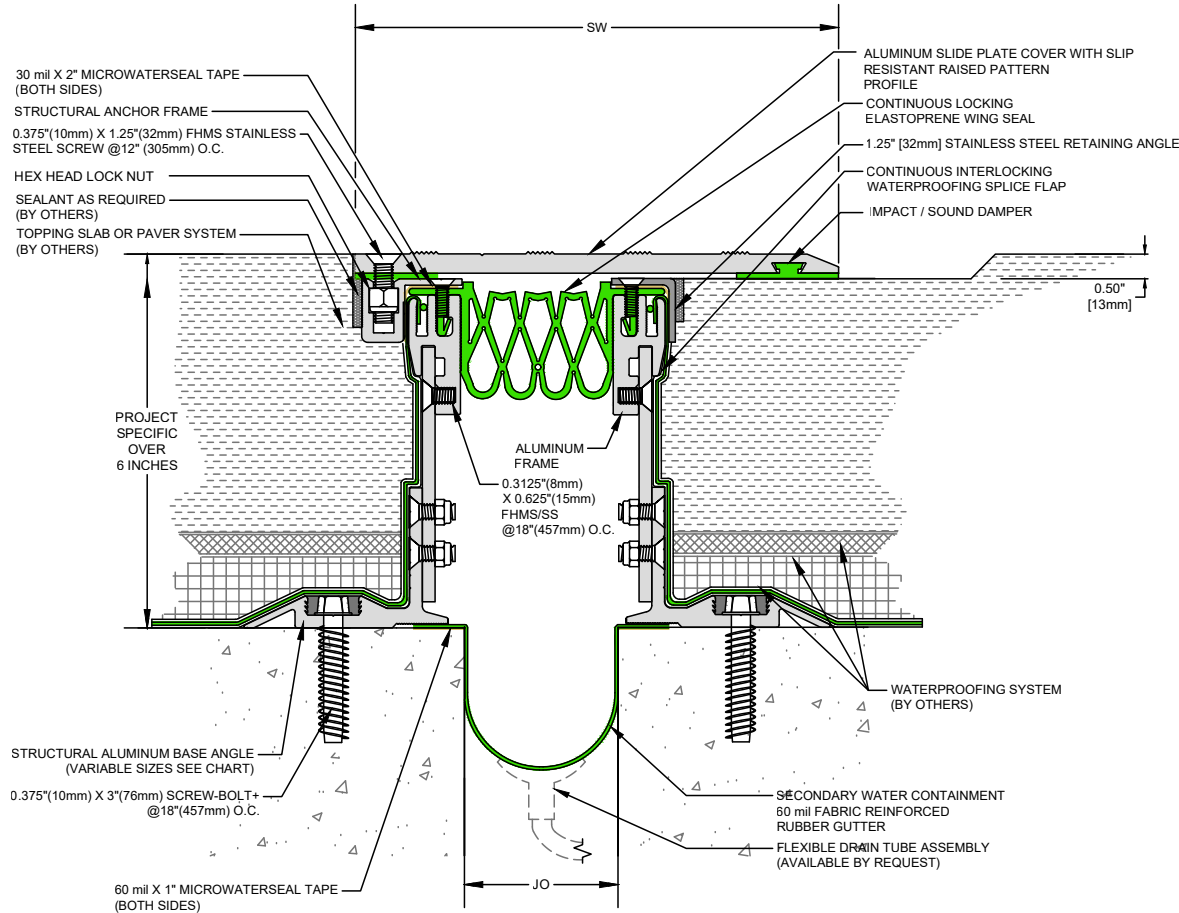 SW
30 mil X 2" MICROWATERSEAL TAPE
(BOTH SIDES)
STRUCTURAL ANCHOR FRAME
0.375"(10mm) X 1.25"(32mm) FHMS STAINLESS
STEEL SCREW @12" (305mm) O.C.
HEX HEAD LOCK NUT
SEALANT AS REQUIRED
(BY OTHERS)
TOPPING SLAB OR PAVER SYSTEM
(BY OTHERS)
ALUMINUM SLIDE PLATE COVER WITH SLIP
RESISTANT RAISED PATTERN
PROFILE
CONTINUOUS LOCKING
ELASTOPRENE WING SEAL
1.25" [32mm] STAINLESS STEEL RETAINING ANGLE
CONTINUOUS INTERLOCKING
WATERPROOFING SPLICE FLAP
IMPACT / SOUND DAMPER
0.50"
[13mm]
PROJECT
SPECIFIC
OVER
6 INCHES
ALUMINUM
FRAME
0.3125"(8mm)
X 0.625"(15mm)
FHMS/SS
@18"(457mm) O.C.
WATERPROOFING SYSTEM
(BY OTHERS)
STRUCTURAL ALUMINUM BASE ANGLE
(VARIABLE SIZES SEE CHART)
0.375"(10mm) X 3"(76mm) SCREW-BOLT+
@18"(457mm) O.C.
SECONDARY WATER CONTAINMENT
60 mil FABRIC REINFORCED
RUBBER GUTTER
FLEXIBLE DRAIN TUBE ASSEMBLY
(AVAILABLE BY REQUEST)
60 mil X 1" MICROWATERSEAL TAPE
(BOTH SIDES)
JO